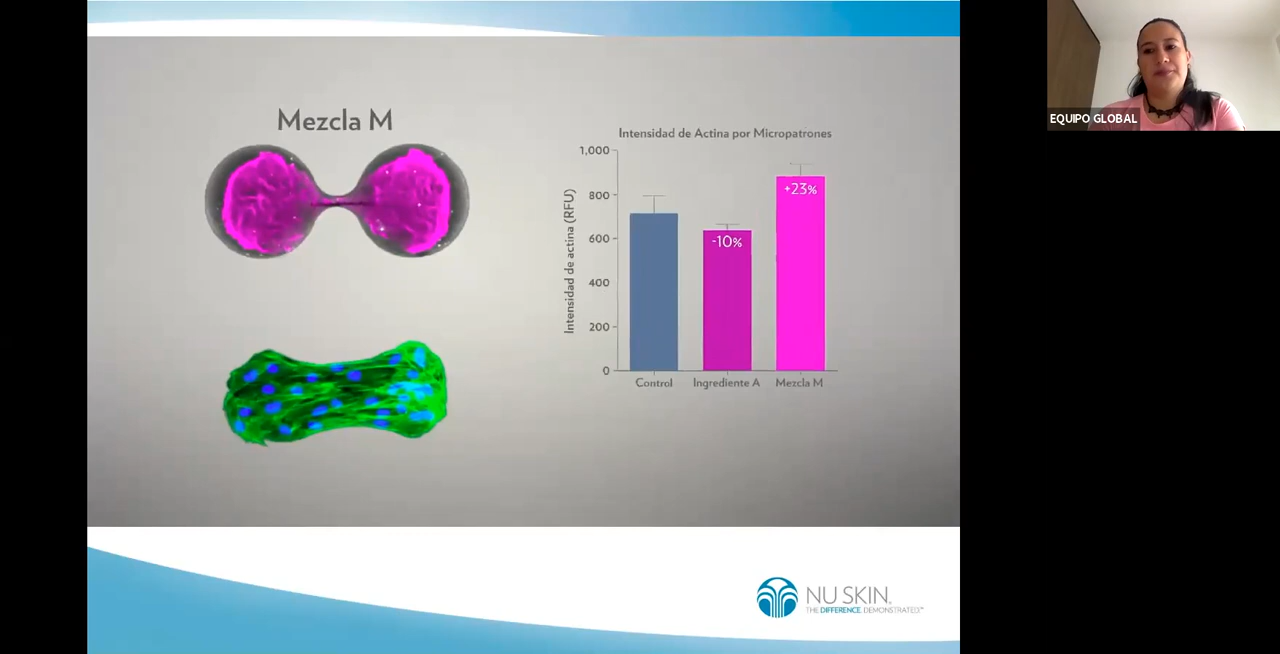 EQUIPO GLOBAL
Mezcla M
Intensidad de Actina por Micropatrones
Intensidad de actina (RFU)
1,000
800
600
400
200
0
-10%
+23%
Control
Ingrediente A
Mezcla M
NU SKIN.
THE DIFFERENCE. DEMONSTRATED.™